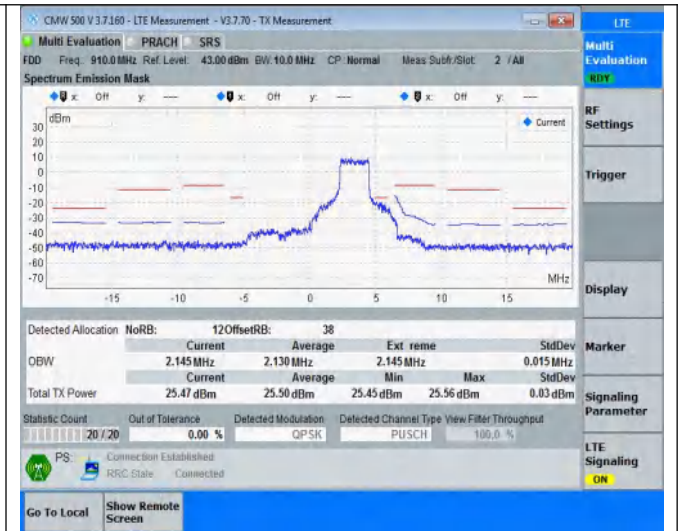 CMW 500 V 3.7.160 - LTE Measurement - V3.7.70 - TX Measurement
LTE
Multi Evaluation PRACH SRS
Multi Evaluation
RDY
FDD Freq.: 910.0 MHz Ref. Level: 43.00 dBm BW: 10.0 MHz CP: Normal Meas Subfr./Slot: 2 / All
Spectrum Emission Mask
x: Off y: --- x: Off y: --- x: Off y: ---
dBm
Current
30
20
10
0
-10
-20
-30
-40
-50
-60
-70
MHz
-15 -10 -5 0 5 10 15
RF Settings
Trigger
Display
Marker
Signaling Parameter
LTE Signaling
ON
Detected Allocation NoRB: 12 OffsetRB: 38
Current Average Extreme StdDev
OBW 2.145 MHz 2.130 MHz 2.145 MHz 0.015 MHz
Current Average Min Max StdDev
Total TX Power 25.47 dBm 25.50 dBm 25.45 dBm 25.56 dBm 0.03 dBm
Statistic Count Out of Tolerance Detected Modulation Detected Channel Type View Filter Throughput
20 / 20 0.00 % QPSK PUSCH 100.0 %
PS: Connection Established
RRC State Connected
Go To Local
Show Remote Screen